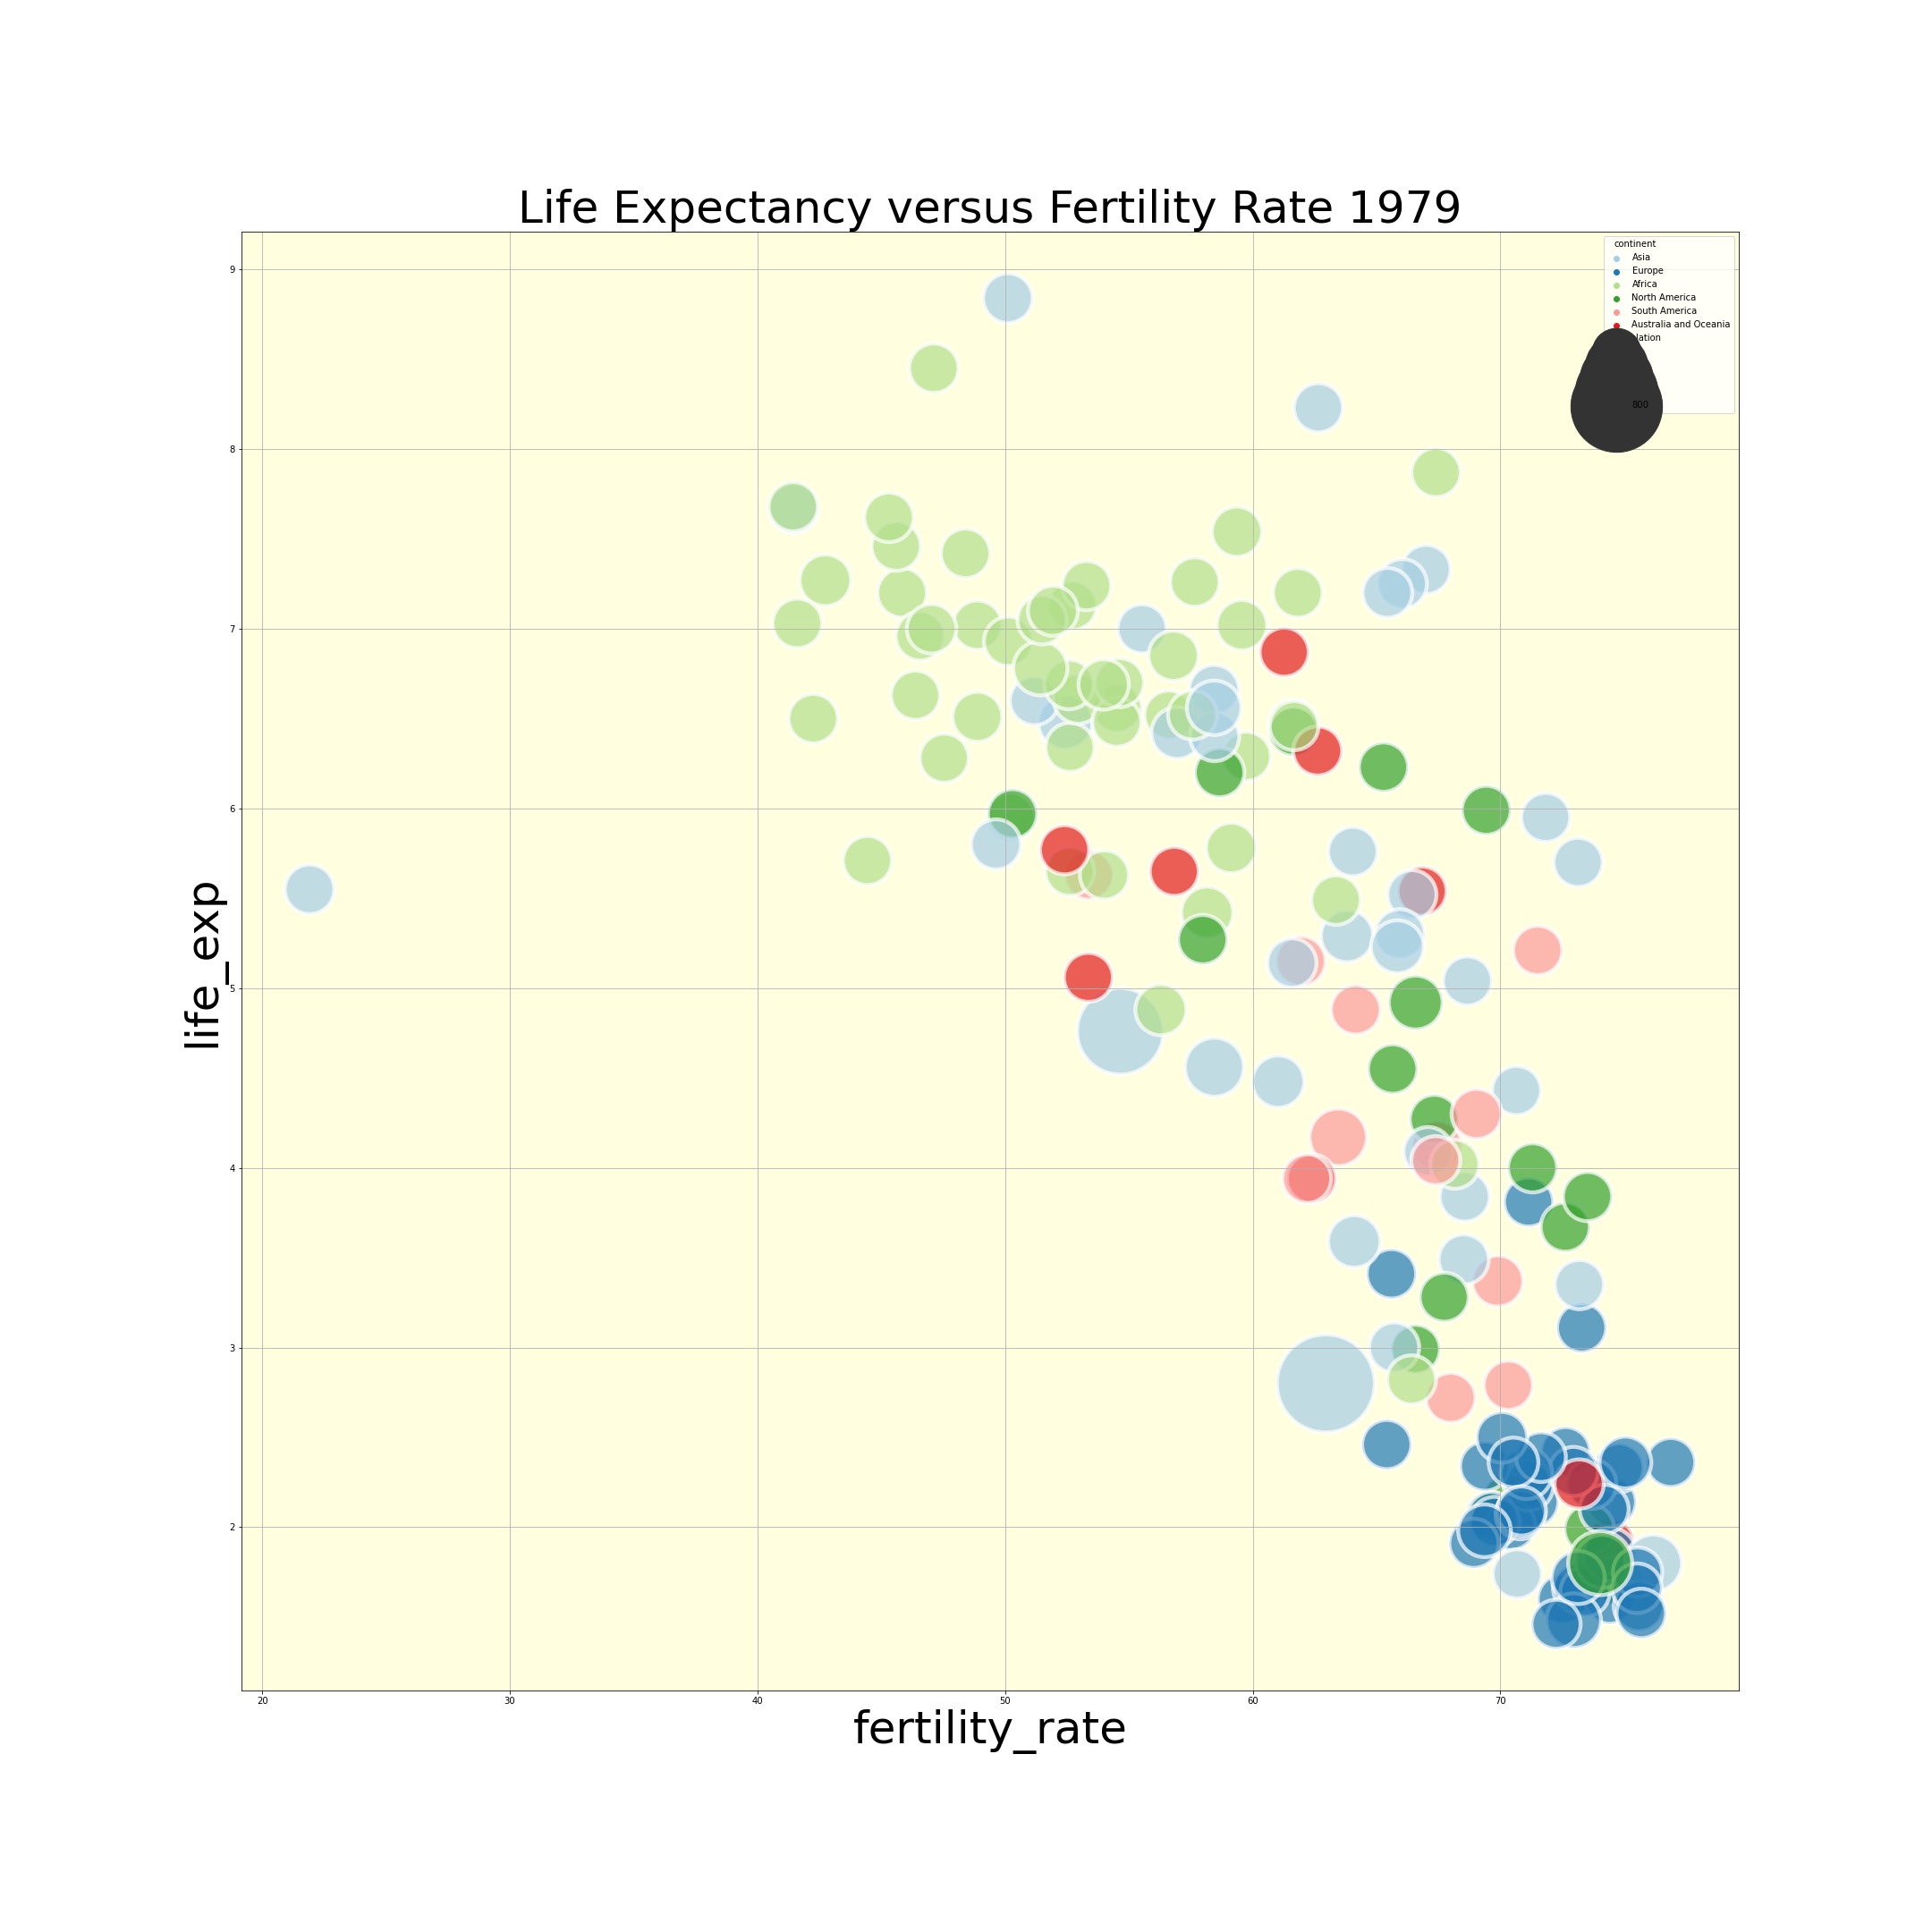 Life Expectancy versus Fertility Rate 1979
continent
Asia
Europe
Africa
North America
South America
Australia and Oceania
800
9
8
7
6
5
4
3
2
life_exp
20 30 40 50 60 70
fertility_rate